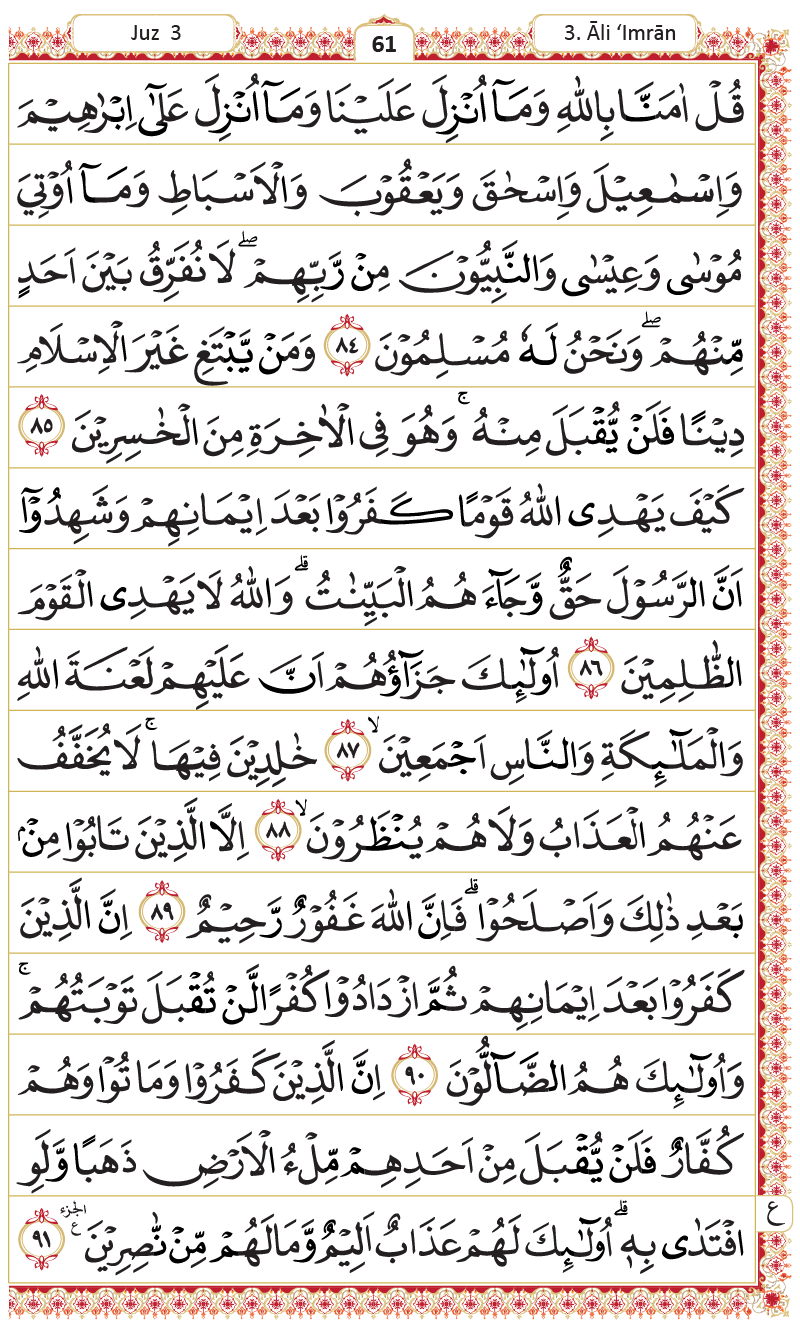 Juz 3
61
3. Āli ‘Imrān
قُلْ اٰمَنَّا بِاللّٰهِ وَمَاۤ اُنْزِلَ عَلَيْنَا وَمَاۤ اُنْزِلَ عَلٰٓى اِبْرٰهِيْمَ
وَاِسْمٰعِيْلَ وَاِسْحٰقَ وَيَعْقُوْبَ وَالْاَسْبَاطِ وَمَاۤ اُوْتِيَ
مُوْسٰى وَعِيْسٰى وَالنَّبِيُّوْنَ مِنْ رَّبِّهِمْ ۖ لَا نُفَرِّقُ بَيْنَ اَحَدٍ
مِّنْهُمْ ۖ وَنَحْنُ لَهٗ مُسْلِمُوْنَ ٨٤ وَمَنْ يَّبْتَغِ غَيْرَ الْاِسْلَامِ
دِيْنًا فَلَنْ يُّقْبَلَ مِنْهُ ۚ وَهُوَ فِى الْاٰخِرَةِ مِنَ الْخٰسِرِيْنَ ٨٥
كَيْفَ يَهْدِى اللّٰهُ قَوْمًا كَفَرُوْا بَعْدَ اِيْمَانِهِمْ وَشَهِدُوْۤا
اَنَّ الرَّسُوْلَ حَقٌّ وَّجَآءَ هُمُ الْبَيِّنٰتُ ۗ وَاللّٰهُ لَا يَهْدِى الْقَوْمَ
الظّٰلِمِيْنَ ٨٦ اُولٰٓئِكَ جَزَآؤُهُمْ اَنَّ عَلَيْهِمْ لَعْنَةَ اللّٰهِ
وَالْمَلٰٓئِكَةِ وَالنَّاسِ اَجْمَعِيْنَ ۙ ٨٧ خٰلِدِيْنَ فِيْهَا ۚ لَا يُخَفَّفُ
عَنْهُمُ الْعَذَابُ وَلَا هُمْ يُنْظَرُوْنَ ۙ ٨٨ اِلَّا الَّذِيْنَ تَابُوْا مِنْۢ
بَعْدِ ذٰلِكَ وَاَصْلَحُوْا ۗ فَاِنَّ اللّٰهَ غَفُوْرٌ رَّحِيْمٌ ٨٩ اِنَّ الَّذِيْنَ
كَفَرُوْا بَعْدَ اِيْمَانِهِمْ ثُمَّ ازْدَادُوْا كُفْرًا لَّنْ تُقْبَلَ تَوْبَتُهُمْ ۚ
وَاُولٰٓئِكَ هُمُ الضَّآلُّوْنَ ٩٠ اِنَّ الَّذِيْنَ كَفَرُوْا وَمَا تُوْا وَهُمْ
كُفَّارٌ فَلَنْ يُّقْبَلَ مِنْ اَحَدِهِمْ مِّلْءُ الْاَرْضِ ذَهَبًا وَّلَوِ
افْتَدٰى بِهٖ ۗ اُولٰٓئِكَ لَهُمْ عَذَابٌ اَلِيْمٌ وَّمَا لَهُمْ مِّنْ نّٰصِرِيْنَ الجزء ع ٩١
ع